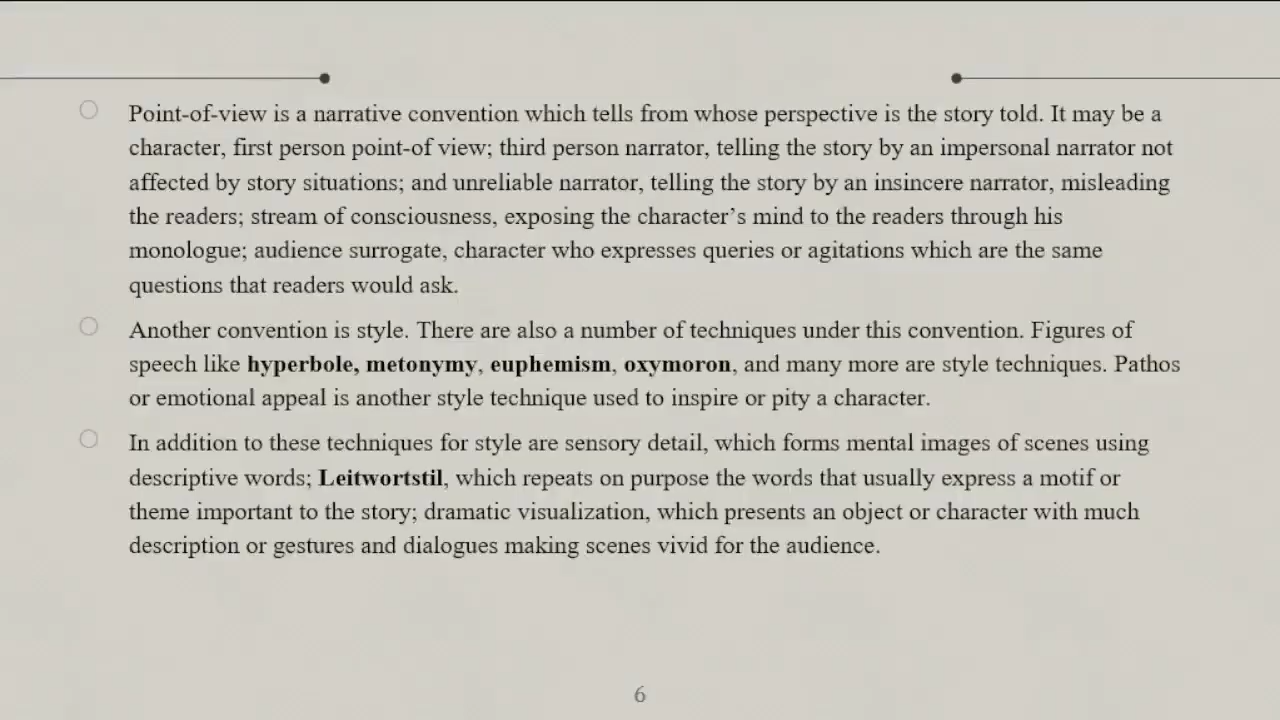 Point-of-view is a narrative convention which tells from whose perspective is the story told. It may be a
character, first person point-of view; third person narrator, telling the story by an impersonal narrator not
affected by story situations; and unreliable narrator, telling the story by an insincere narrator, misleading
the readers; stream of consciousness, exposing the character’s mind to the readers through his
monologue; audience surrogate, character who expresses queries or agitations which are the same
questions that readers would ask.
Another convention is style. There are also a number of techniques under this convention. Figures of
speech like hyperbole, metonymy, euphemism, oxymoron, and many more are style techniques. Pathos
or emotional appeal is another style technique used to inspire or pity a character.
In addition to these techniques for style are sensory detail, which forms mental images of scenes using
descriptive words; Leitwortstil, which repeats on purpose the words that usually express a motif or
theme important to the story; dramatic visualization, which presents an object or character with much
description or gestures and dialogues making scenes vivid for the audience.
6